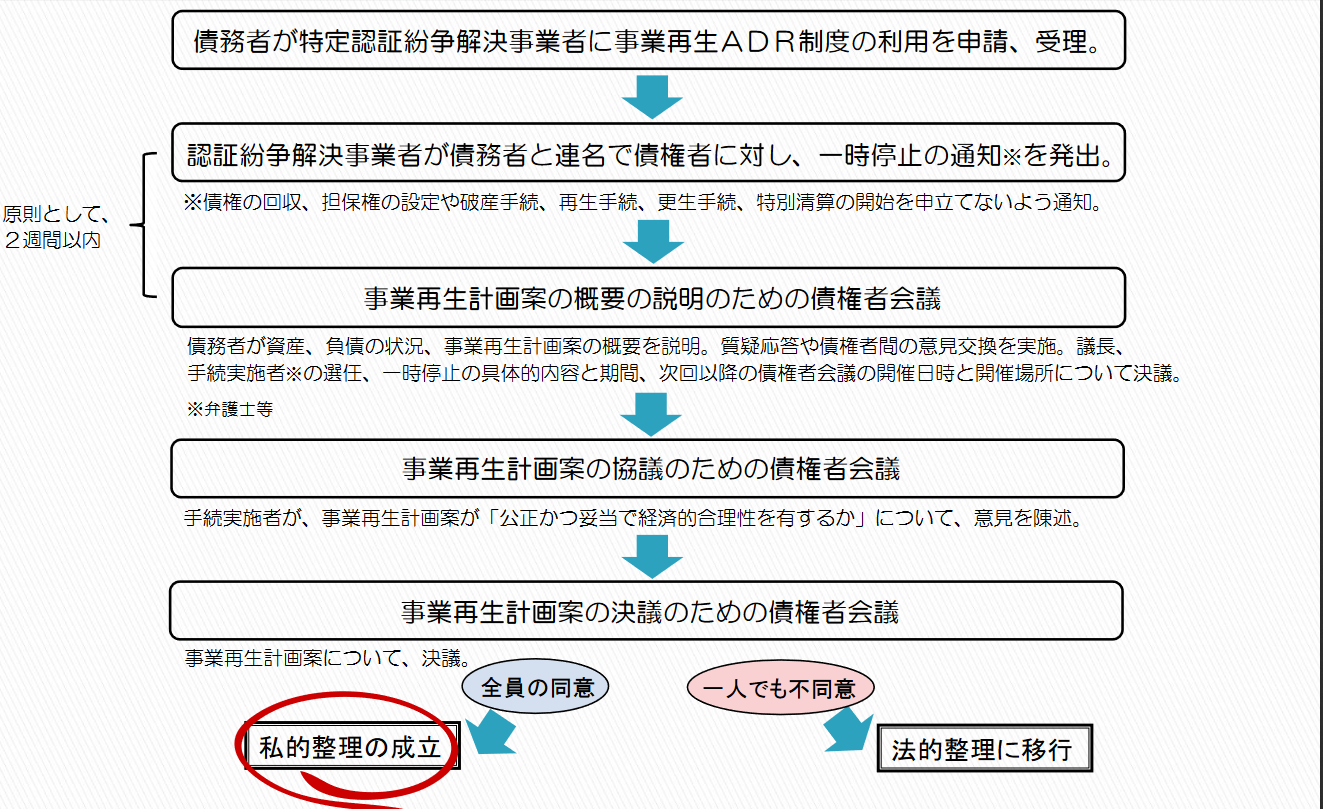 債務者が特定認証紛争解決事業者に事業再生ＡＤＲ制度の利用を申請、受理。
認証紛争解決事業者が債務者と連名で債権者に対し、一時停止の通知※を発出。
※債権の回収、担保権の設定や破産手続、再生手続、更生手続、特別清算の開始を申立てないよう通知。
原則として、
２週間以内
事業再生計画案の概要の説明のための債権者会議
債務者が資産、負債の状況、事業再生計画案の概要を説明。質疑応答や債権者間の意見交換を実施。議長、
手続実施者※の選任、一時停止の具体的内容と期間、次回以降の債権者会議の開催日時と開催場所について決議。
※弁護士等
事業再生計画案の協議のための債権者会議
手続実施者が、事業再生計画案が「公正かつ妥当で経済的合理性を有するか」について、意見を陳述。
事業再生計画案の決議のための債権者会議
事業再生計画案について、決議。
全員の同意
一人でも不同意
私的整理の成立
法的整理に移行